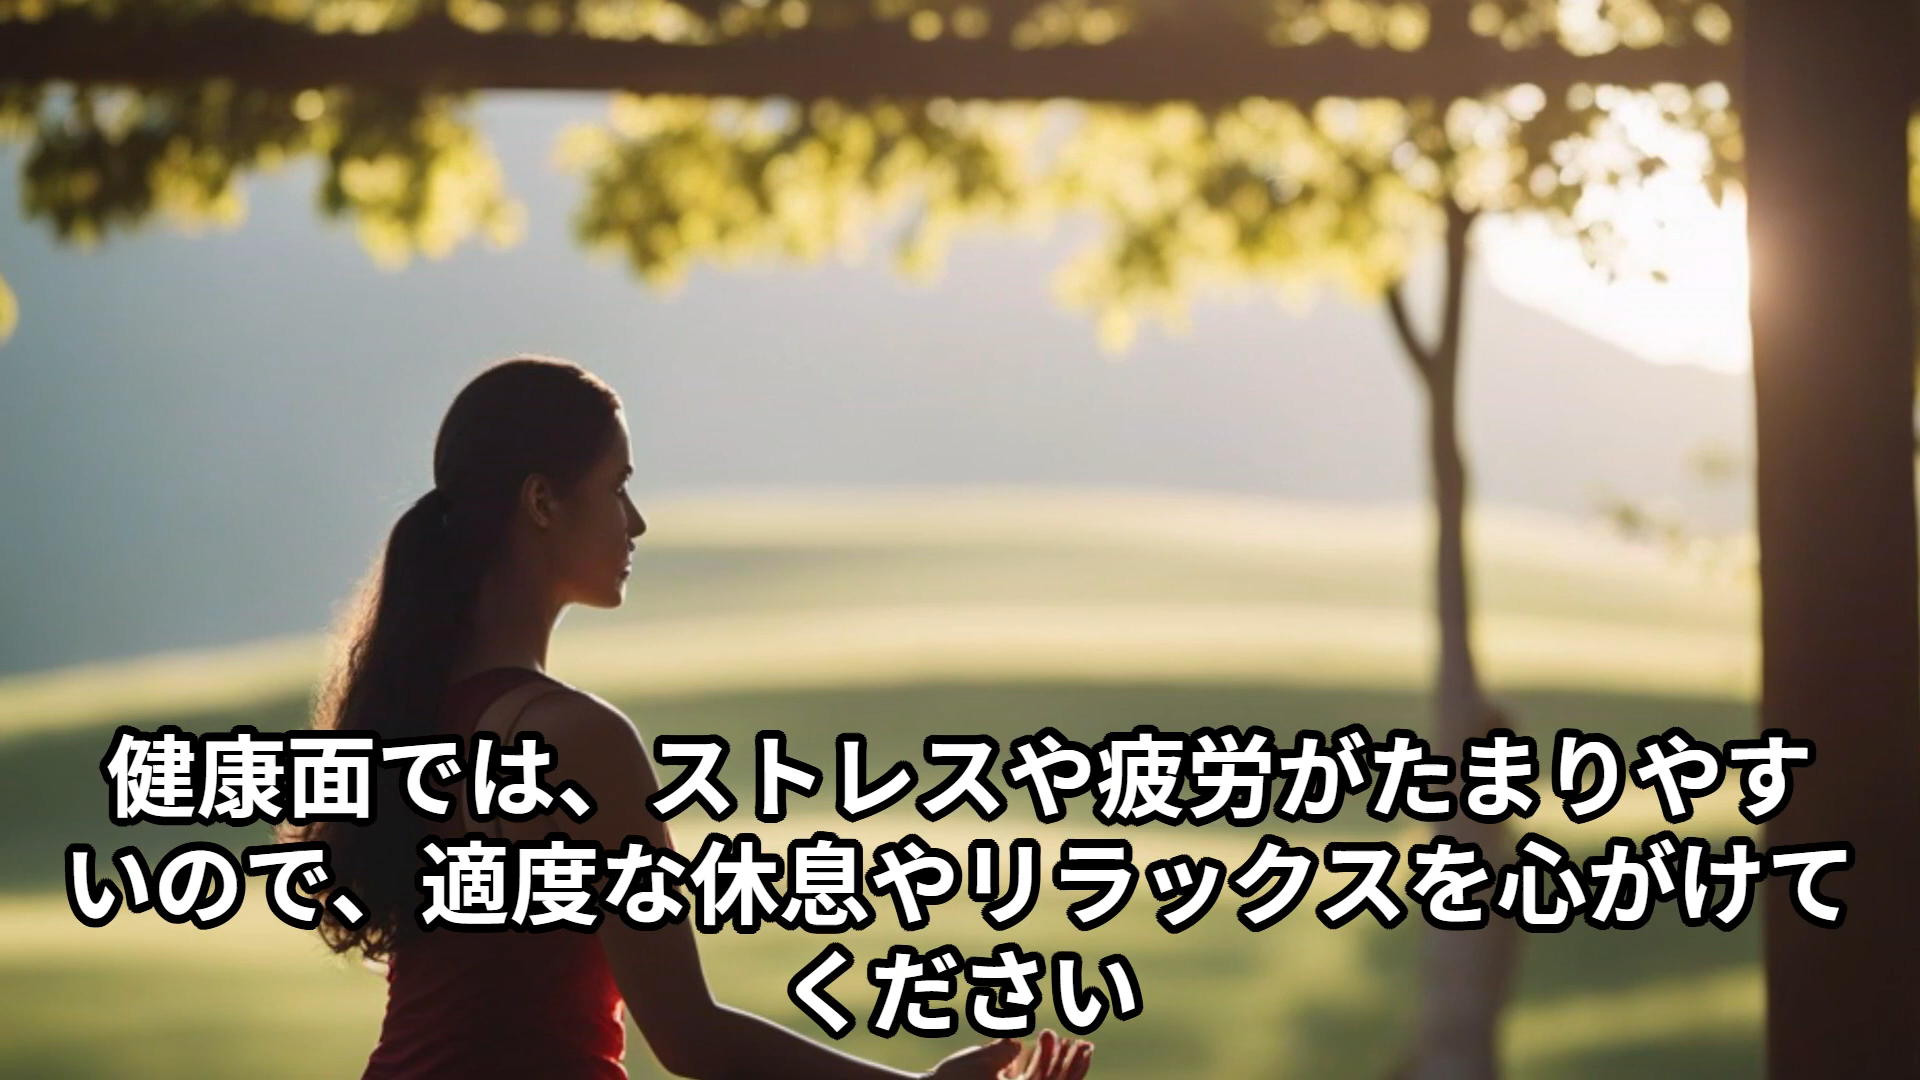 健康面では、ストレスや疲労がたまりやす
いので、適度な休息やリラックスを心がけて
ください